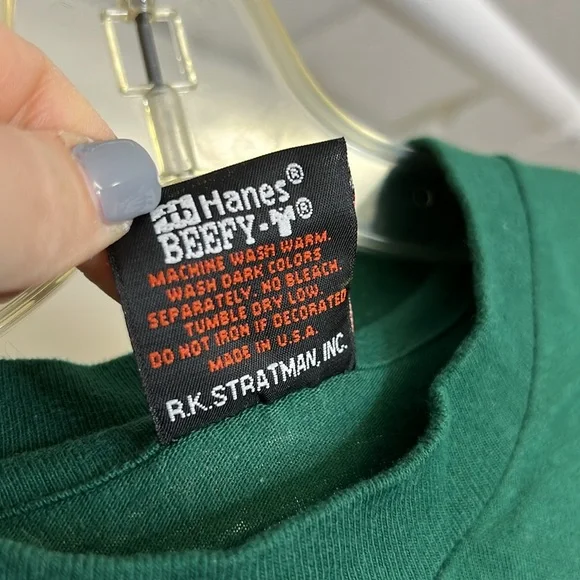 Hanes®
BEEFY-T®
MACHINE WASH WARM.
WASH DARK COLORS
SEPARATELY. NO BLEACH.
TUMBLE DRY LOW.
DO NOT IRON IF DECORATED
MADE IN U.S.A.
R.K.STRATMAN, INC.